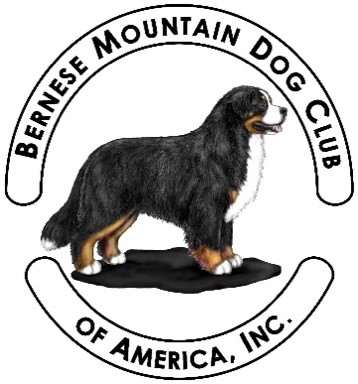 BERNESE MOUNTAIN DOG CLUB
OF AMERICA, INC.